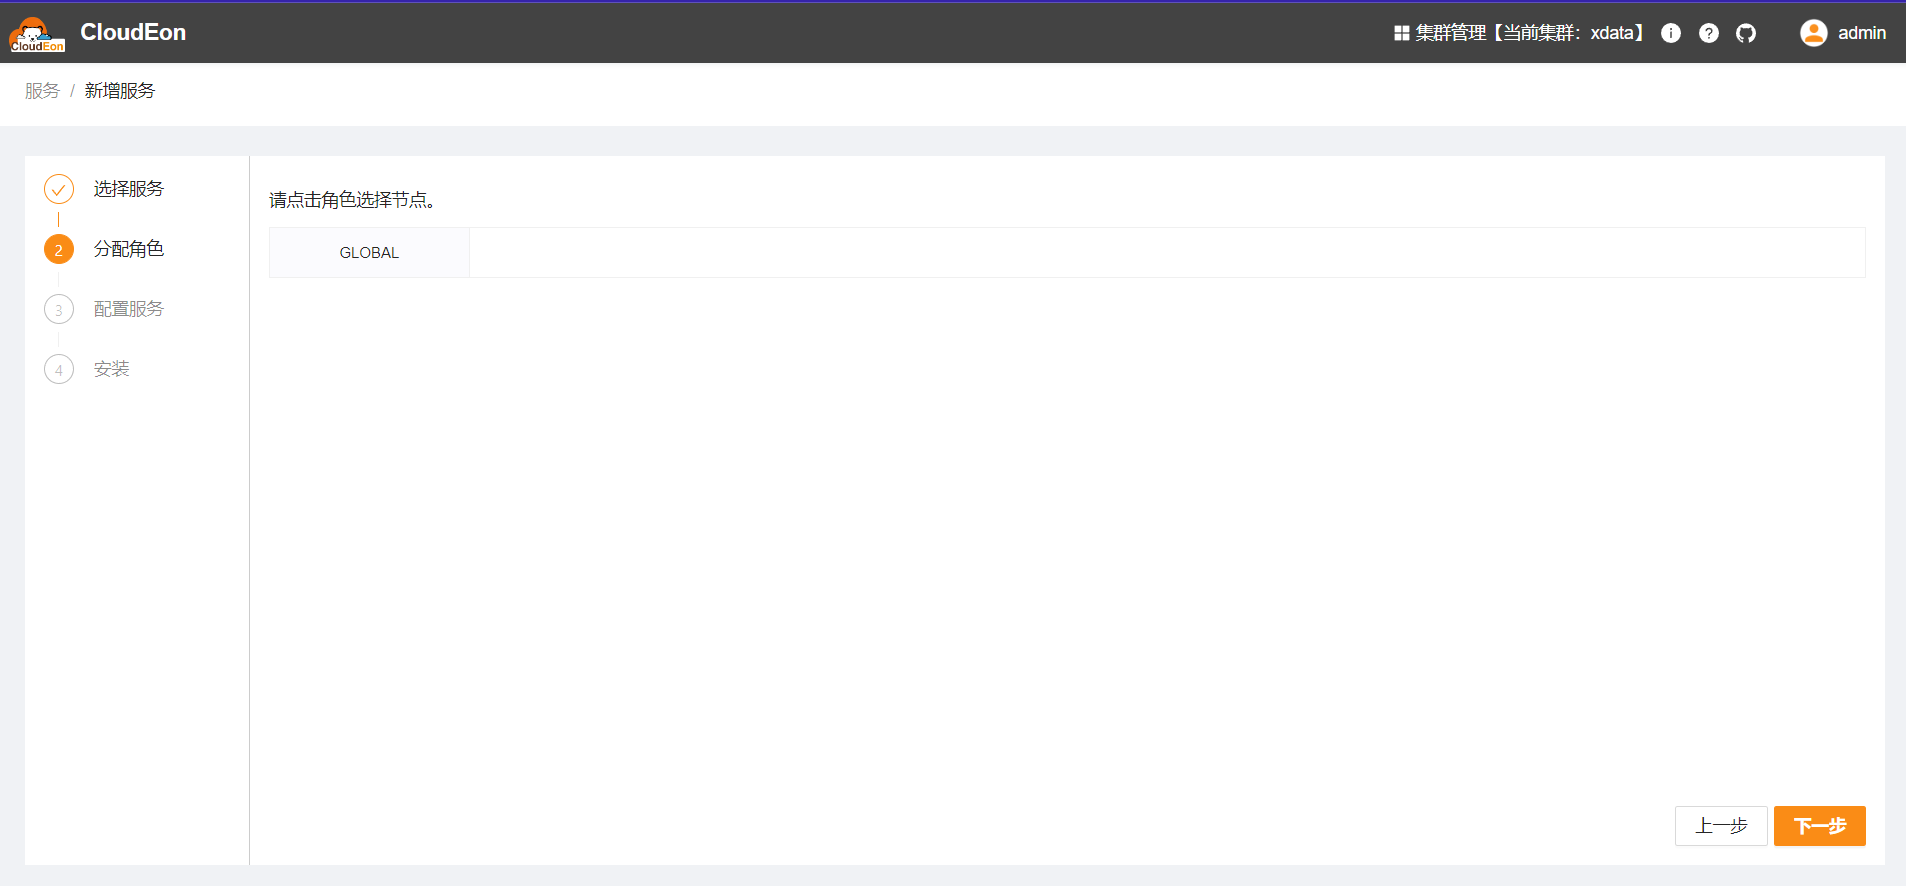 CloudEon
CloudEon
集群管理【当前集群：xdata】
admin
服务 / 新增服务
选择服务
2 分配角色
3 配置服务
4 安装
请点击角色选择节点。
GLOBAL
上一步
下一步